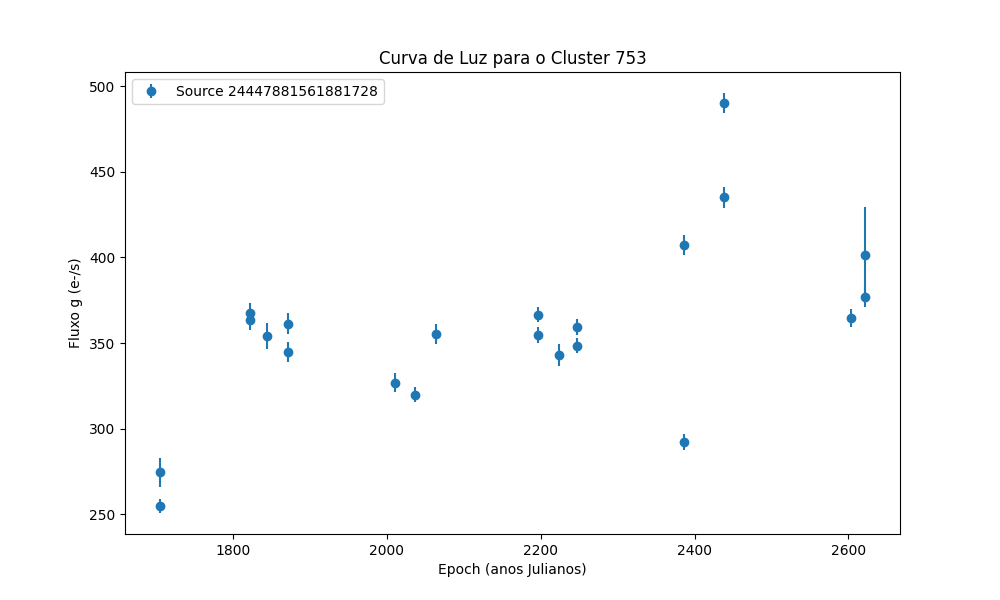 Curva de Luz para o Cluster 753
Source 24447881561881728
Fluxo g (e-/s)
500
450
400
350
300
250
1800
2000
2200
2400
2600
Epoch (anos Julianos)